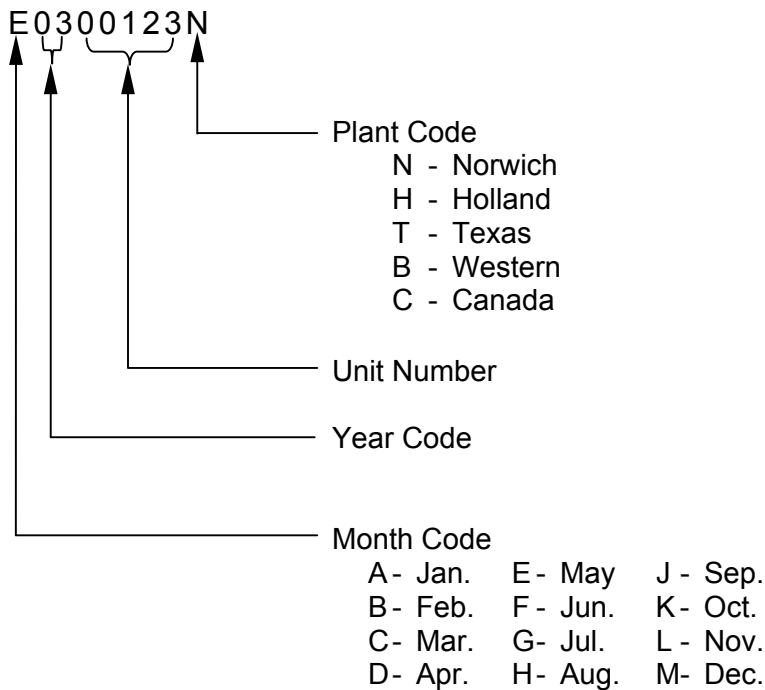 E0300123N
Plant Code
N - Norwich
H - Holland
T - Texas
B - Western
C - Canada
Unit Number
Year Code
Month Code
A - Jan. E - May J - Sep.
B - Feb. F - Jun. K - Oct.
C - Mar. G - Jul. L - Nov.
D - Apr. H - Aug. M - Dec.